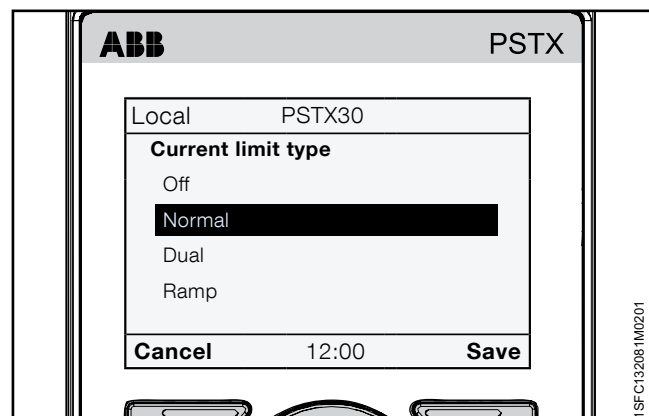 ABB PSTX
Local PSTX30
Current limit type
Off
Normal
Dual
Ramp
Cancel 12:00 Save
1SFC132081M0201